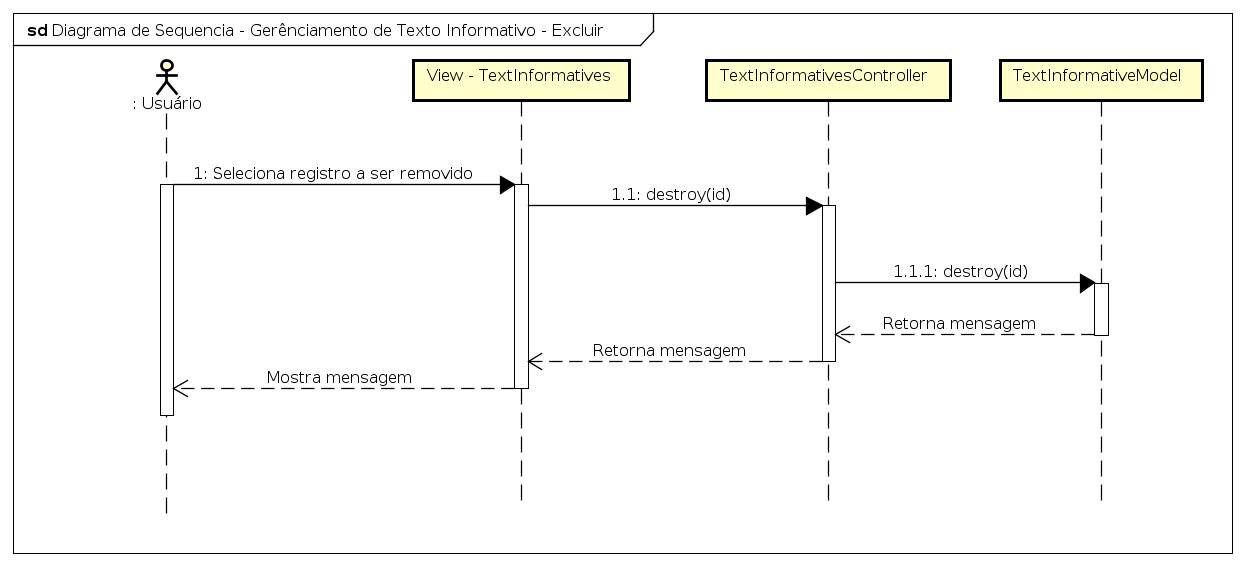 sd Diagrama de Sequencia - Gerênciamento de Texto Informativo - Excluir
: Usuário
View - TextInformatives
TextInformativesController
TextInformativeModel
1: Seleciona registro a ser removido
1.1: destroy(id)
1.1.1: destroy(id)
Retorna mensagem
Retorna mensagem
Mostra mensagem